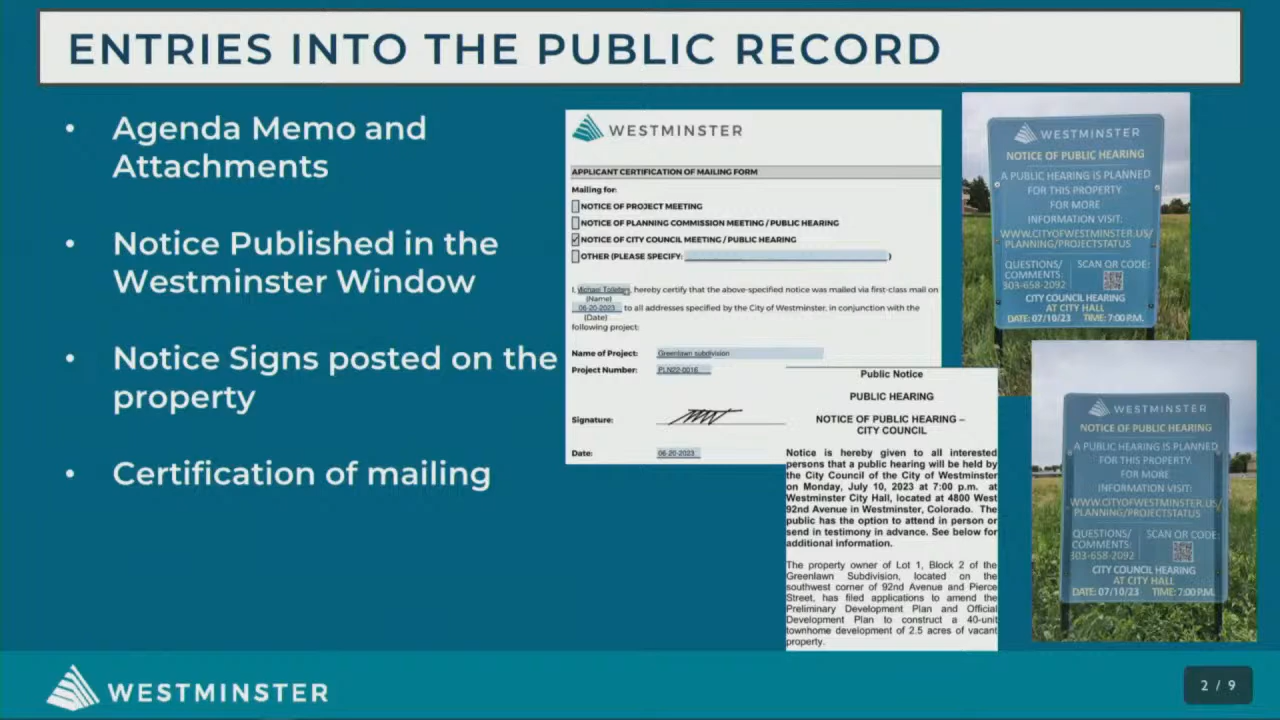 ENTRIES INTO THE PUBLIC RECORD
• Agenda Memo and
Attachments
• Notice Published in the
Westminster Window
• Notice Signs posted on the
property
• Certification of mailing
WESTMINSTER
APPLICANT CERTIFICATION OF MAILING FORM
Mailing for:
NOTICE OF PROJECT MEETING
NOTICE OF PLANNING COMMISSION MEETING / PUBLIC HEARING
NOTICE OF CITY COUNCIL MEETING / PUBLIC HEARING
OTHER (PLEASE SPECIFY: )
I, Michael , hereby certify that the above-specified notice was mailed via first-class mail on
(Name)
06-20-2023 to all addresses specified by the City of Westminster, in conjunction with the
(Date)
following project:
Name of Project: Greenlawn subdivision
Project Number: PLN22-0016
Signature:
Date: 06-20-2023
Public Notice
PUBLIC HEARING
NOTICE OF PUBLIC HEARING –
CITY COUNCIL
Notice is hereby given to all interested
persons that a public hearing will be held by
the City Council of the City of Westminster
on Monday, July 10, 2023 at 7:00 p.m. at
Westminster City Hall, located at 4800 West
92nd Avenue in Westminster, Colorado. The
public has the option to attend in person or
send in testimony in advance. See below for
additional information.
The property owner of Lot 1, Block 2 of the
Greenlawn Subdivision, located on the
southwest corner of 92nd Avenue and Pierce
Street, has filed applications to amend the
Preliminary Development Plan and Official
Development Plan to construct a 40-unit
townhome development of 2.5 acres of vacant
property.
WESTMINSTER
NOTICE OF PUBLIC HEARING
A PUBLIC HEARING IS PLANNED
FOR THIS PROPERTY.
FOR MORE
INFORMATION VISIT:
WWW.CITYOFWESTMINSTER.US/
PLANNING/PROJECTSTATUS
QUESTIONS/
COMMENTS:
303-658-2092
SCAN QR CODE:
CITY COUNCIL HEARING
AT CITY HALL
DATE: 07/10/23 TIME: 7:00 P.M.
WESTMINSTER
NOTICE OF PUBLIC HEARING
A PUBLIC HEARING IS PLANNED
FOR THIS PROPERTY.
FOR MORE
INFORMATION VISIT:
WWW.CITYOFWESTMINSTER.US/
PLANNING/PROJECTSTATUS
QUESTIONS/
COMMENTS:
303-658-2092
SCAN QR CODE:
CITY COUNCIL HEARING
AT CITY HALL
DATE: 07/10/23 TIME: 7:00 P.M.
WESTMINSTER
2 / 9